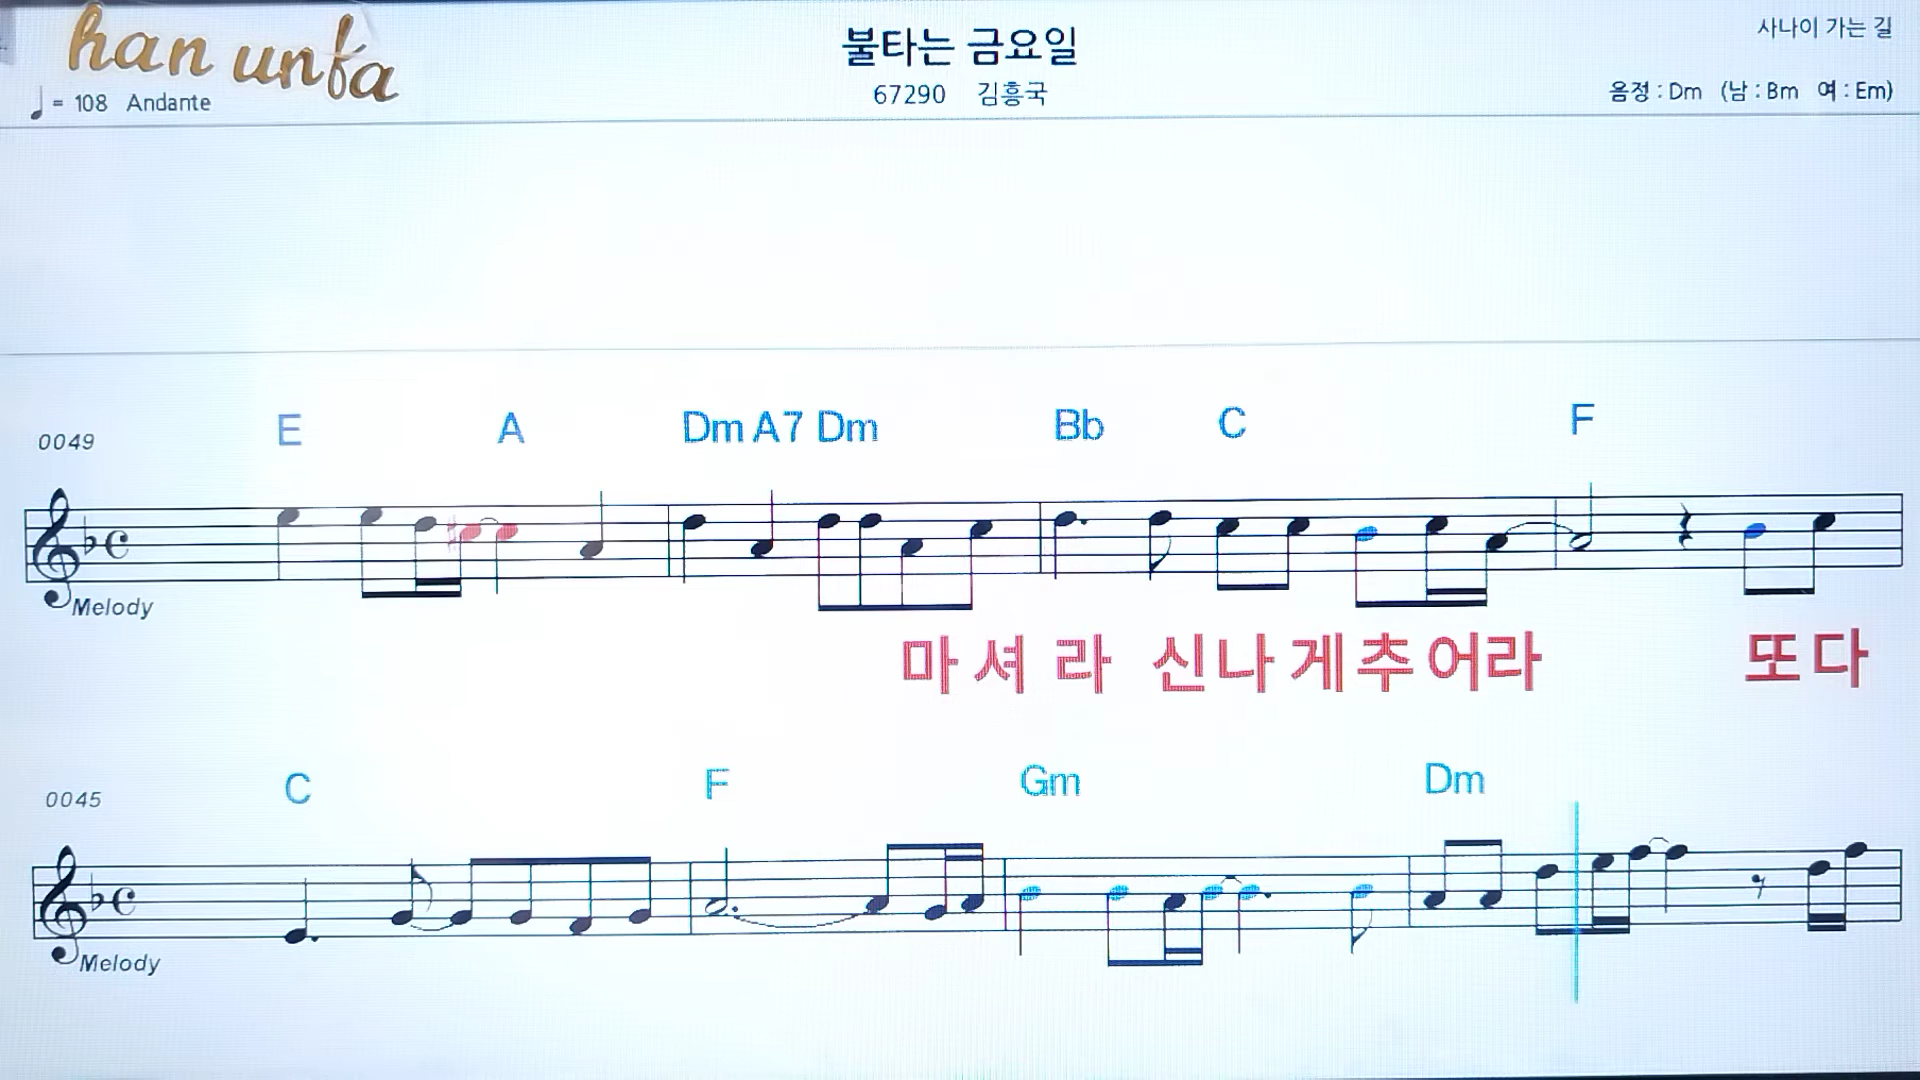 han unfa
불타는 금요일
사나이 가는 길
= 108 Andante
67290 김흥국
음정 : Dm (남 : Bm 여 : Em)
E A Dm A7 Dm Bb C F
0049
Melody
마 셔 라 신 나 게 추 어 라 또 다
C F Gm Dm
0045
Melody